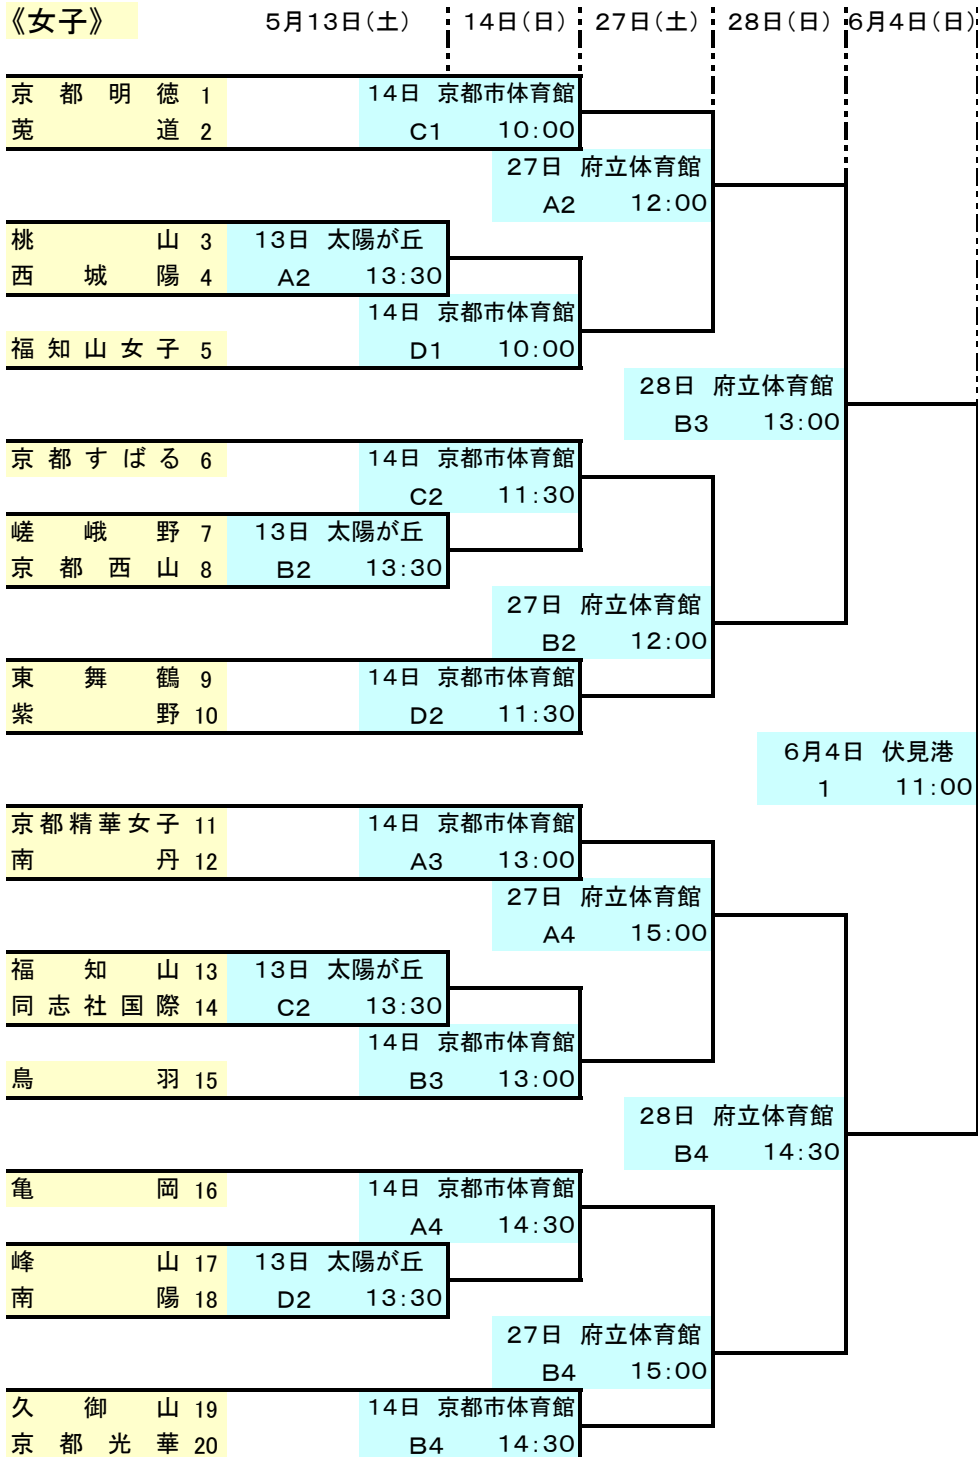 《女子》 5月13日(土) 14日(日) 27日(土) 28日(日) 6月4日(日)
京都明徳 1 14日 京都市体育館
莵道 2 C1 10:00
27日 府立体育館
A2 12:00
桃山 3 13日 太陽が丘
西城陽 4 A2 13:30
14日 京都市体育館
福知山女子 5 D1 10:00
28日 府立体育館
B3 13:00
京都すばる 6 14日 京都市体育館
C2 11:30
嵯峨野 7 13日 太陽が丘
京都西山 8 B2 13:30
27日 府立体育館
B2 12:00
東舞鶴 9 14日 京都市体育館
紫野 10 D2 11:30
6月4日 伏見港
1 11:00
京都精華女子 11 14日 京都市体育館
南丹 12 A3 13:00
27日 府立体育館
A4 15:00
福知山 13 13日 太陽が丘
同志社国際 14 C2 13:30
14日 京都市体育館
鳥羽 15 B3 13:00
28日 府立体育館
B4 14:30
亀岡 16 14日 京都市体育館
A4 14:30
峰山 17 13日 太陽が丘
南陽 18 D2 13:30
27日 府立体育館
B4 15:00
久御山 19 14日 京都市体育館
京都光華 20 B4 14:30